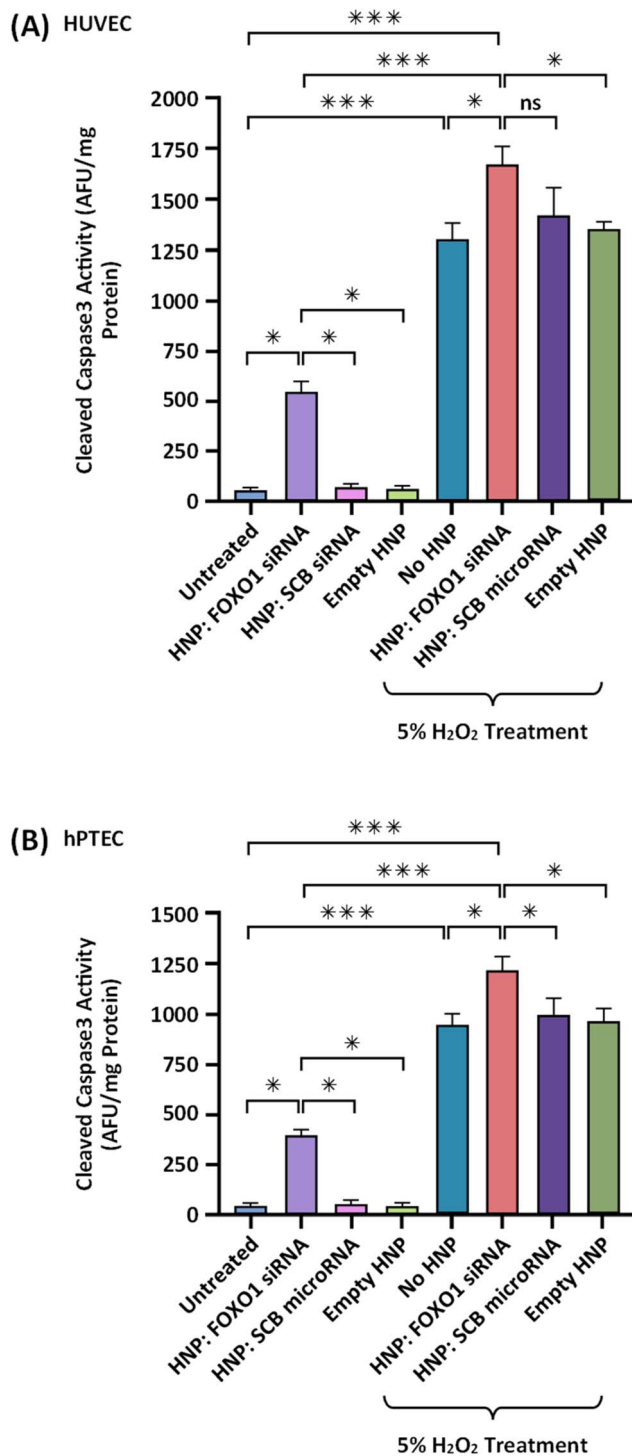 (A) HUVEC
✳✳✳
✳✳✳ ✳
✳✳✳ ✳ ns
2000
1750
1500
1250
1000
750
500
250
0
Cleaved Caspase3 Activity (AFU/mg
Protein)
✳
✳ ✳
Untreated
HNP: FOXO1 siRNA
HNP: SCB siRNA
Empty HNP
No HNP
HNP: FOXO1 siRNA
HNP: SCB microRNA
Empty HNP
5% H₂O₂ Treatment
(B) hPTEC
✳✳✳
✳✳✳ ✳
✳✳✳ ✳ ✳
1500
1250
1000
750
500
250
0
Cleaved Caspase3 Activity
(AFU/mg Protein)
✳
✳ ✳
Untreated
HNP: FOXO1 siRNA
HNP: SCB microRNA
Empty HNP
No HNP
HNP: FOXO1 siRNA
HNP: SCB microRNA
Empty HNP
5% H₂O₂ Treatment